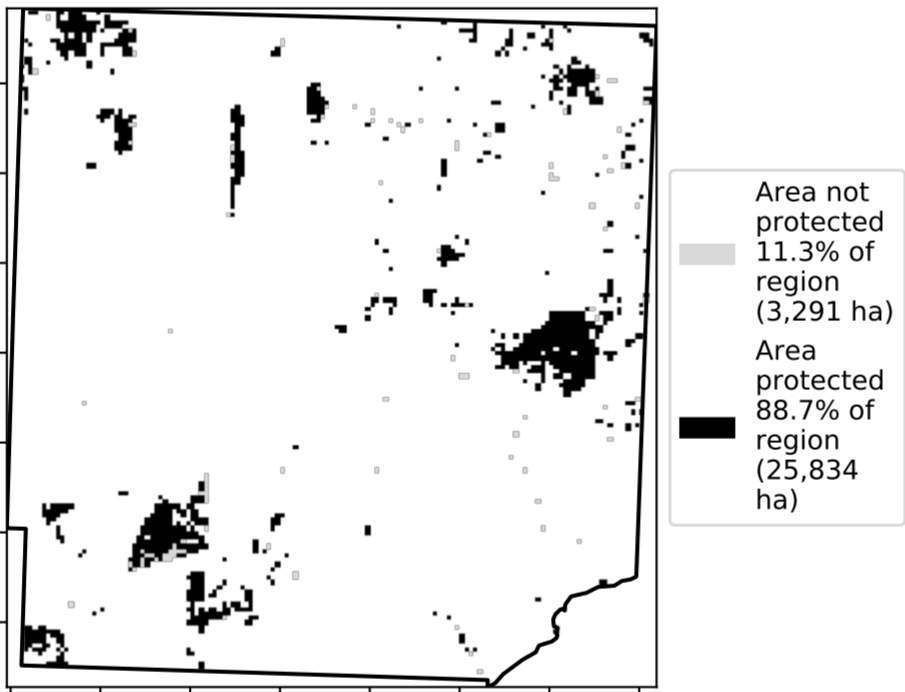 Area not
protected
11.3% of
region
(3,291 ha)
Area
protected
88.7% of
region
(25,834
ha)